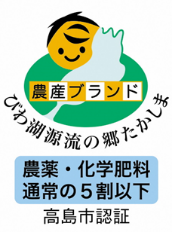 農産ブランド
びわ湖源流の郷たかしま
農薬・化学肥料
通常の５割以下
高島市認証